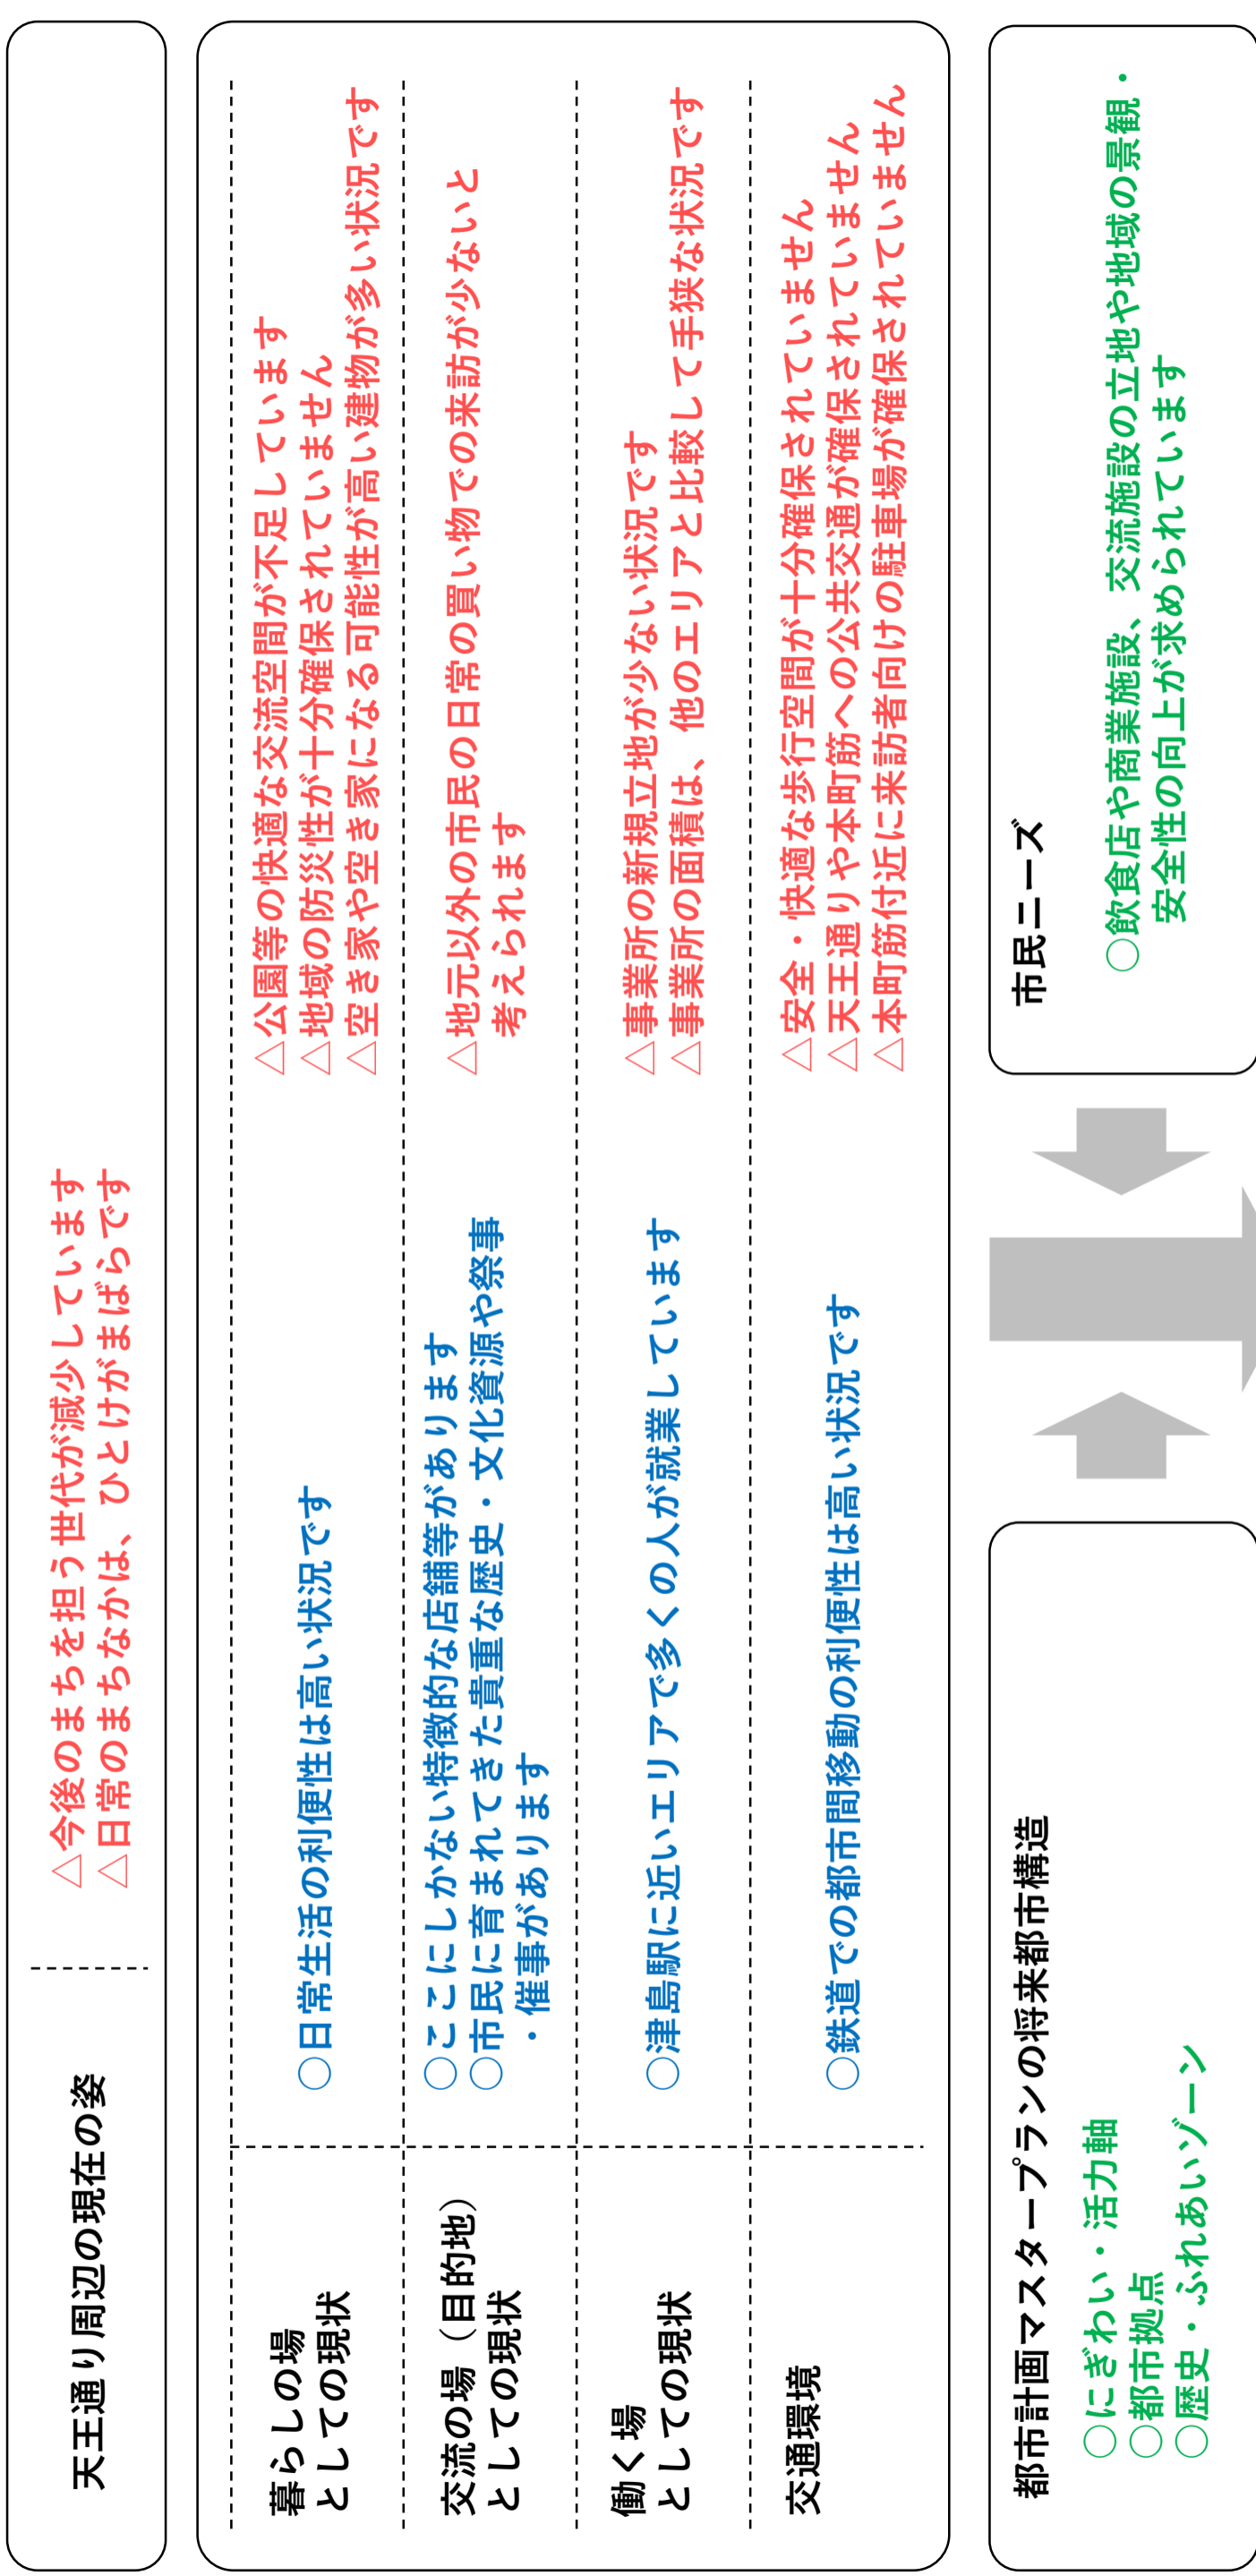 天王通り周辺の現在の姿
△今後のまちを担う世代が減少しています
△日常のまちなかは、ひとけがまばらです
暮らしの場
としての現状
○日常生活の利便性は高い状況です
△公園等の快適な交流空間が不足しています
△地域の防災性が十分確保されていません
△空き家や空き家になる可能性が高い建物が多い状況です
交流の場（目的地）
としての現状
○ここにしかない特徴的な店舗等があります
○市民に育まれてきた貴重な歴史・文化資源や祭事
・催事があります
△地元以外の市民の日常の買い物での来訪が少ないと
考えられます
働く場
としての現状
○津島駅に近いエリアで多くの人が就業しています
△事業所の新規立地が少ない状況です
△事業所の面積は、他のエリアと比較して手狭な状況です
交通環境
○鉄道での都市間移動の利便性は高い状況です
△安全・快適な歩行空間が十分確保されていません
△天王通りや本町筋への公共交通が確保されていません
△本町筋付近に来訪者向けの駐車場が確保されていません
都市計画マスタープランの将来都市構造
○にぎわい・活力軸
○都市拠点
○歴史・ふれあいゾーン
市民ニーズ
○飲食店や商業施設、交流施設の立地や地域の景観・
安全性の向上が求められています